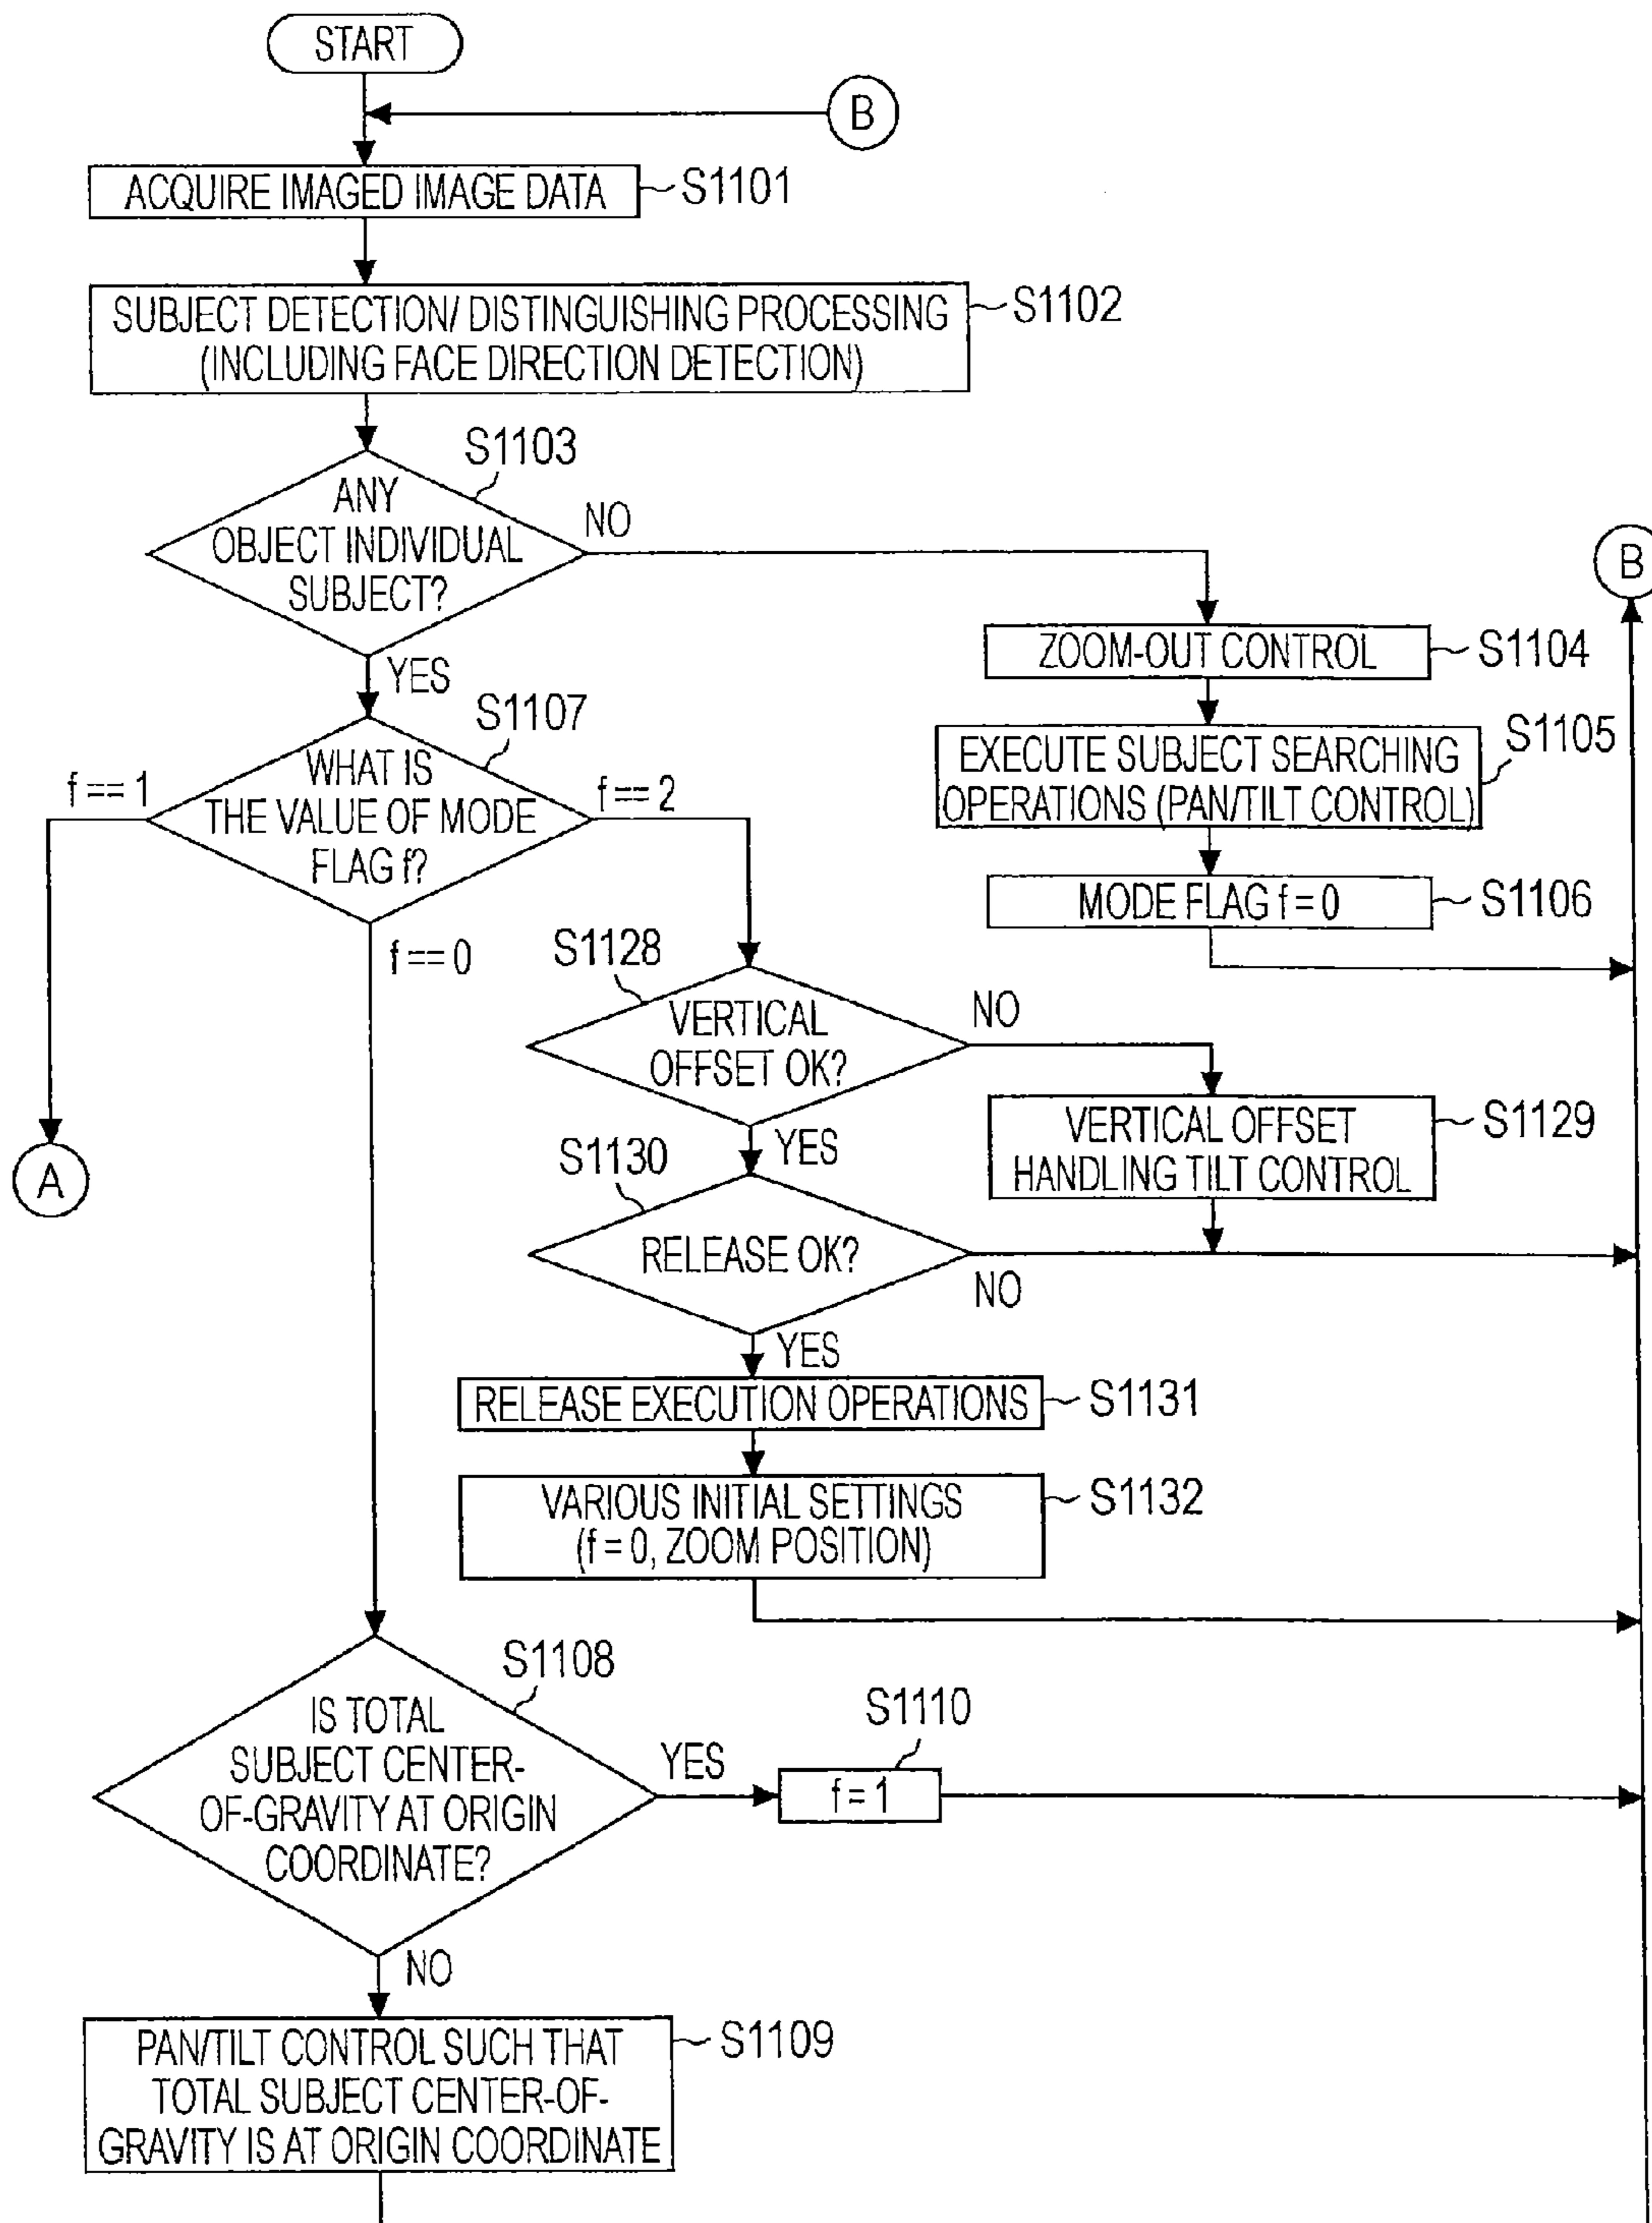 START
B
ACQUIRE IMAGED IMAGE DATA
S1101
SUBJECT DETECTION/ DISTINGUISHING PROCESSING
(INCLUDING FACE DIRECTION DETECTION)
S1102
S1103
ANY
OBJECT INDIVIDUAL
SUBJECT?
NO
YES
B
ZOOM-OUT CONTROL
S1104
EXECUTE SUBJECT SEARCHING
OPERATIONS (PAN/TILT CONTROL)
S1105
MODE FLAG f = 0
S1106
S1107
WHAT IS
THE VALUE OF MODE
FLAG f?
f == 1
f == 2
f == 0
A
S1128
VERTICAL
OFFSET OK?
NO
YES
VERTICAL OFFSET
HANDLING TILT CONTROL
S1129
S1130
RELEASE OK?
NO
YES
RELEASE EXECUTION OPERATIONS
S1131
VARIOUS INITIAL SETTINGS
(f = 0, ZOOM POSITION)
S1132
S1108
IS TOTAL
SUBJECT CENTER-
OF-GRAVITY AT ORIGIN
COORDINATE?
YES
S1110
f = 1
NO
PAN/TILT CONTROL SUCH THAT
TOTAL SUBJECT CENTER-OF-
GRAVITY IS AT ORIGIN COORDINATE
S1109